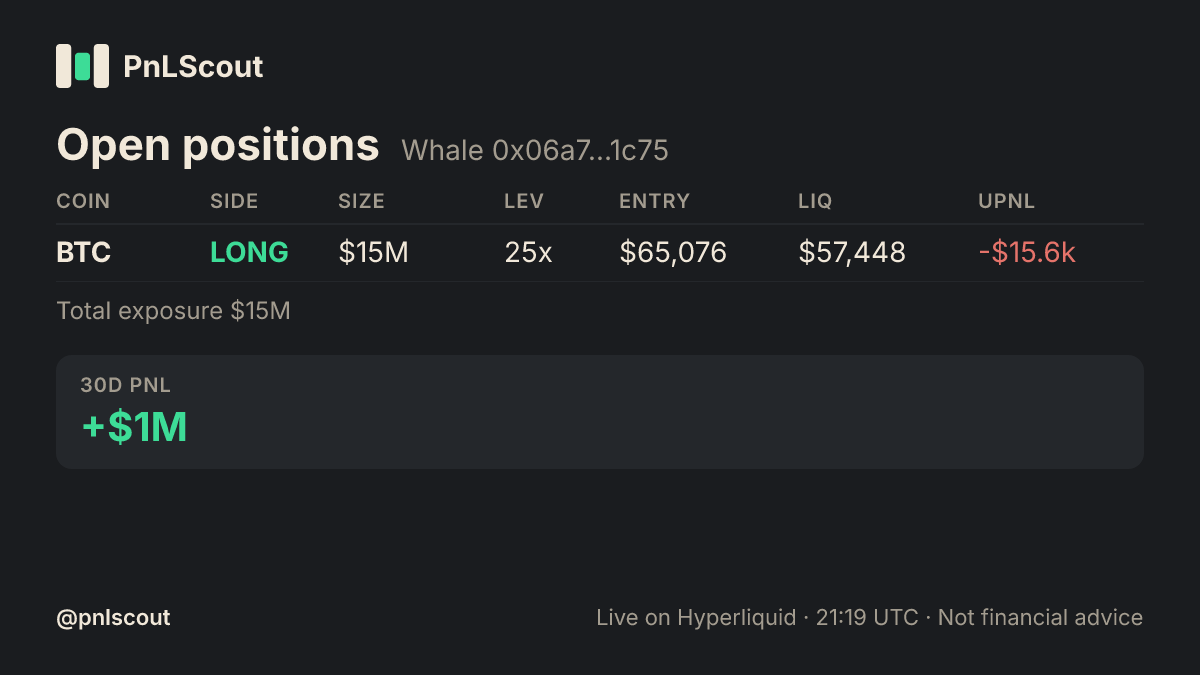 PnLScout
Open positions Whale 0x06a7...1c75
COIN SIDE SIZE LEV ENTRY LIQ UPNL
BTC LONG $15M 25x $65,076 $57,448 -$15.6k
Total exposure $15M
30D PNL
+$1M
@pnlscout Live on Hyperliquid · 21:19 UTC · Not financial advice